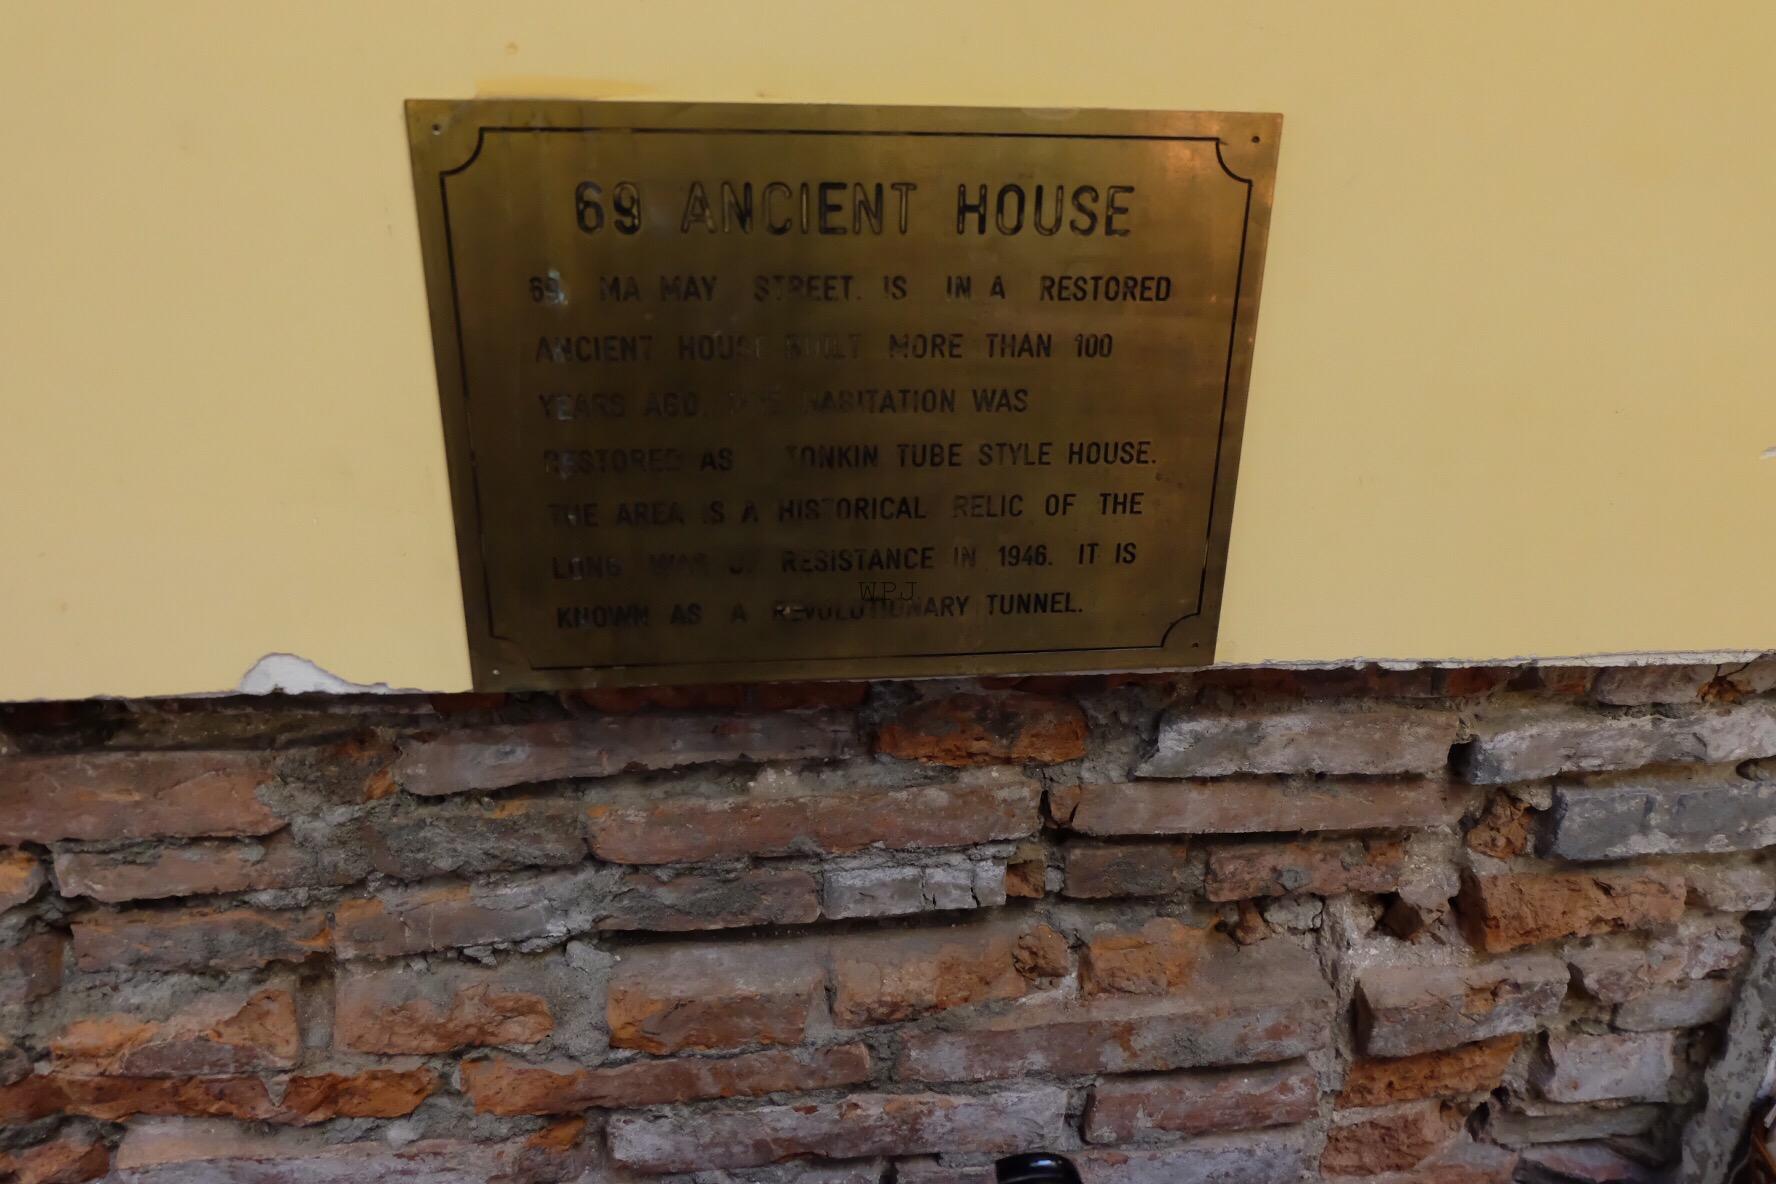 69 ANCIENT HOUSE
69, MA MAY STREET. IS IN A RESTORED
ANCIENT HOUSE BUILT MORE THAN 100
YEARS AGO. HABITATION WAS
RESTORED AS TONKIN TUBE STYLE HOUSE.
THE AREA IS A HISTORICAL RELIC OF THE
LONG WAR OF RESISTANCE IN 1946. IT IS
WPJ
KNOWN AS A REVOLUTIONARY TUNNEL.